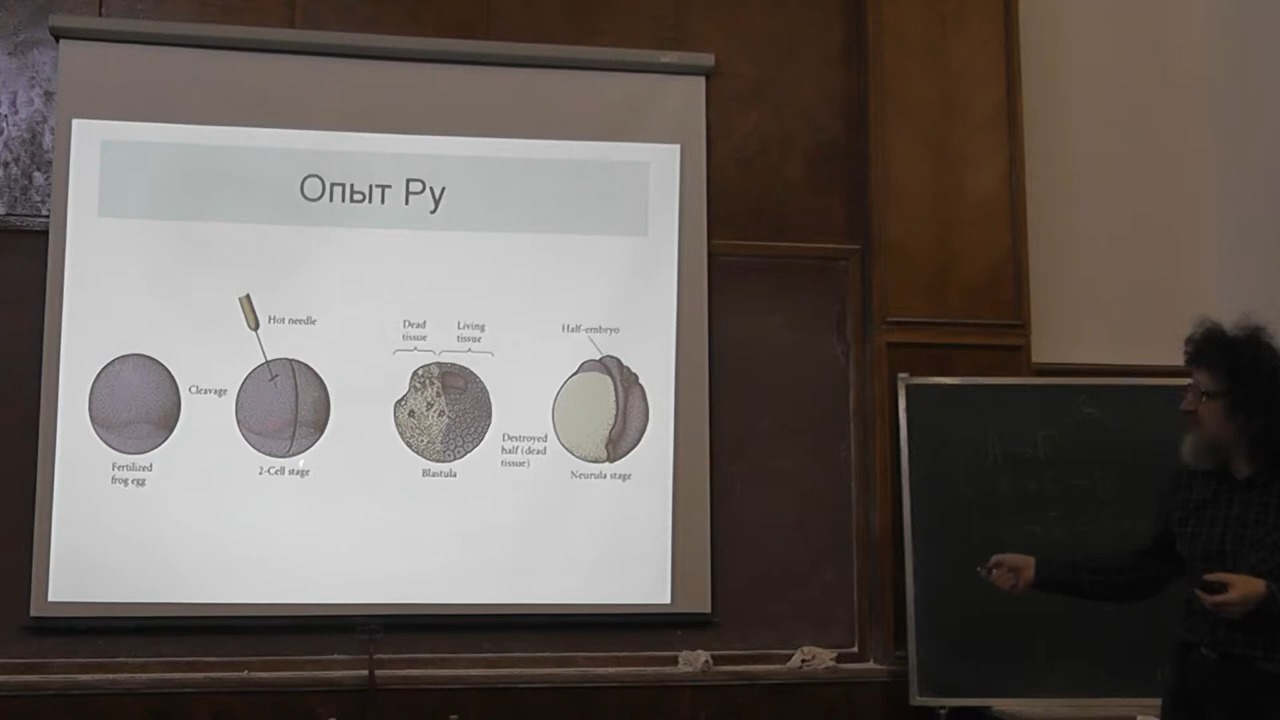 Опыт Ру
Hot needle
Dead
tissue
Living
tissue
Half-embryo
Cleavage
Destroyed
half (dead
tissue)
Fertilized
frog egg
2-Cell stage
Blastula
Neurula stage